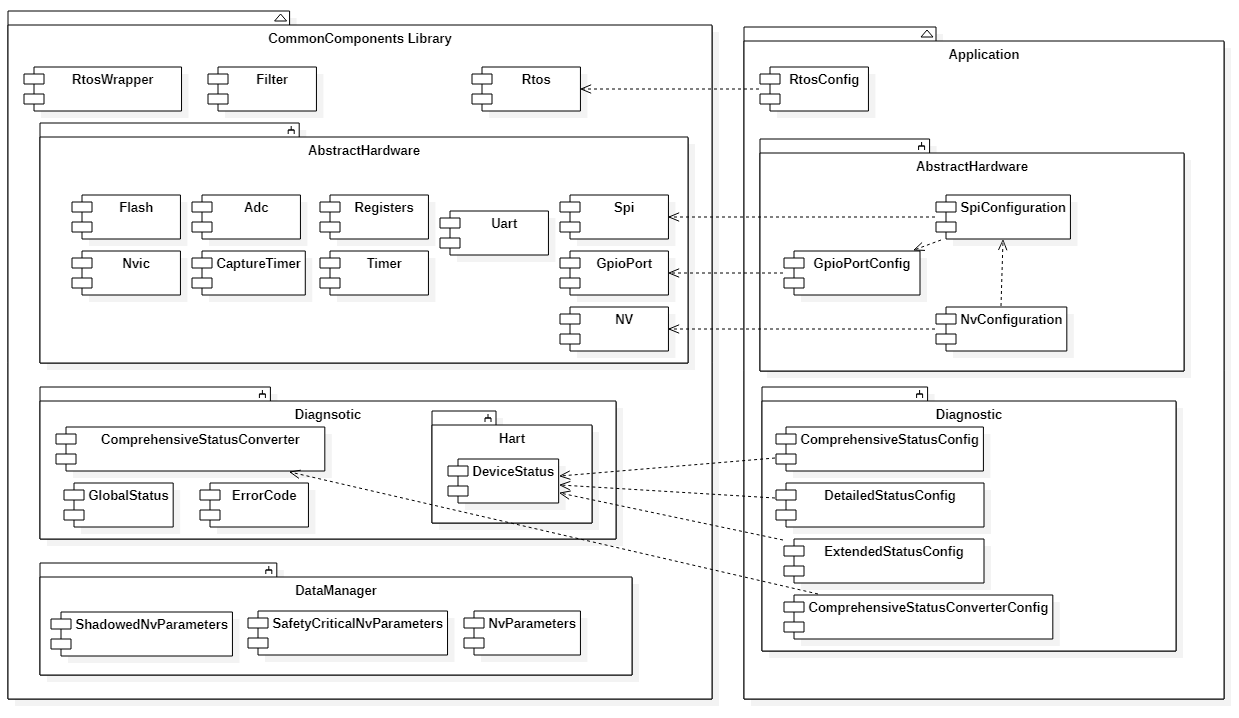 CommonComponents Library
RtosWrapper
Filter
Rtos
AbstractHardware
Flash
Adc
Registers
Uart
Spi
Nvic
CaptureTimer
Timer
GpioPort
NV
Diagnsotic
ComprehensiveStatusConverter
GlobalStatus
ErrorCode
Hart
DeviceStatus
DataManager
ShadowedNvParameters
SafetyCriticalNvParameters
NvParameters
Application
RtosConfig
AbstractHardware
SpiConfiguration
GpioPortConfig
NvConfiguration
Diagnostic
ComprehensiveStatusConfig
DetailedStatusConfig
ExtendedStatusConfig
ComprehensiveStatusConverterConfig